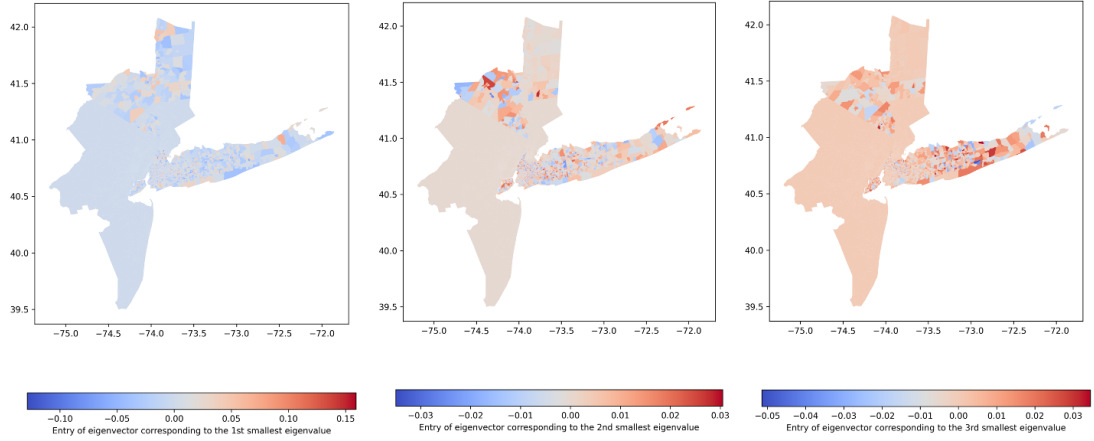 42.0
41.5
41.0
40.5
40.0
39.5
−75.0 −74.5 −74.0 −73.5 −73.0 −72.5 −72.0
−0.10 −0.05 0.00 0.05 0.10 0.15
Entry of eigenvector corresponding to the 1st smallest eigenvalue
42.0
41.5
41.0
40.5
40.0
39.5
−75.0 −74.5 −74.0 −73.5 −73.0 −72.5 −72.0
−0.03 −0.02 −0.01 0.00 0.01 0.02 0.03
Entry of eigenvector corresponding to the 2nd smallest eigenvalue
42.0
41.5
41.0
40.5
40.0
39.5
−75.0 −74.5 −74.0 −73.5 −73.0 −72.5 −72.0
−0.05 −0.04 −0.03 −0.02 −0.01 0.00 0.01 0.02 0.03
Entry of eigenvector corresponding to the 3rd smallest eigenvalue